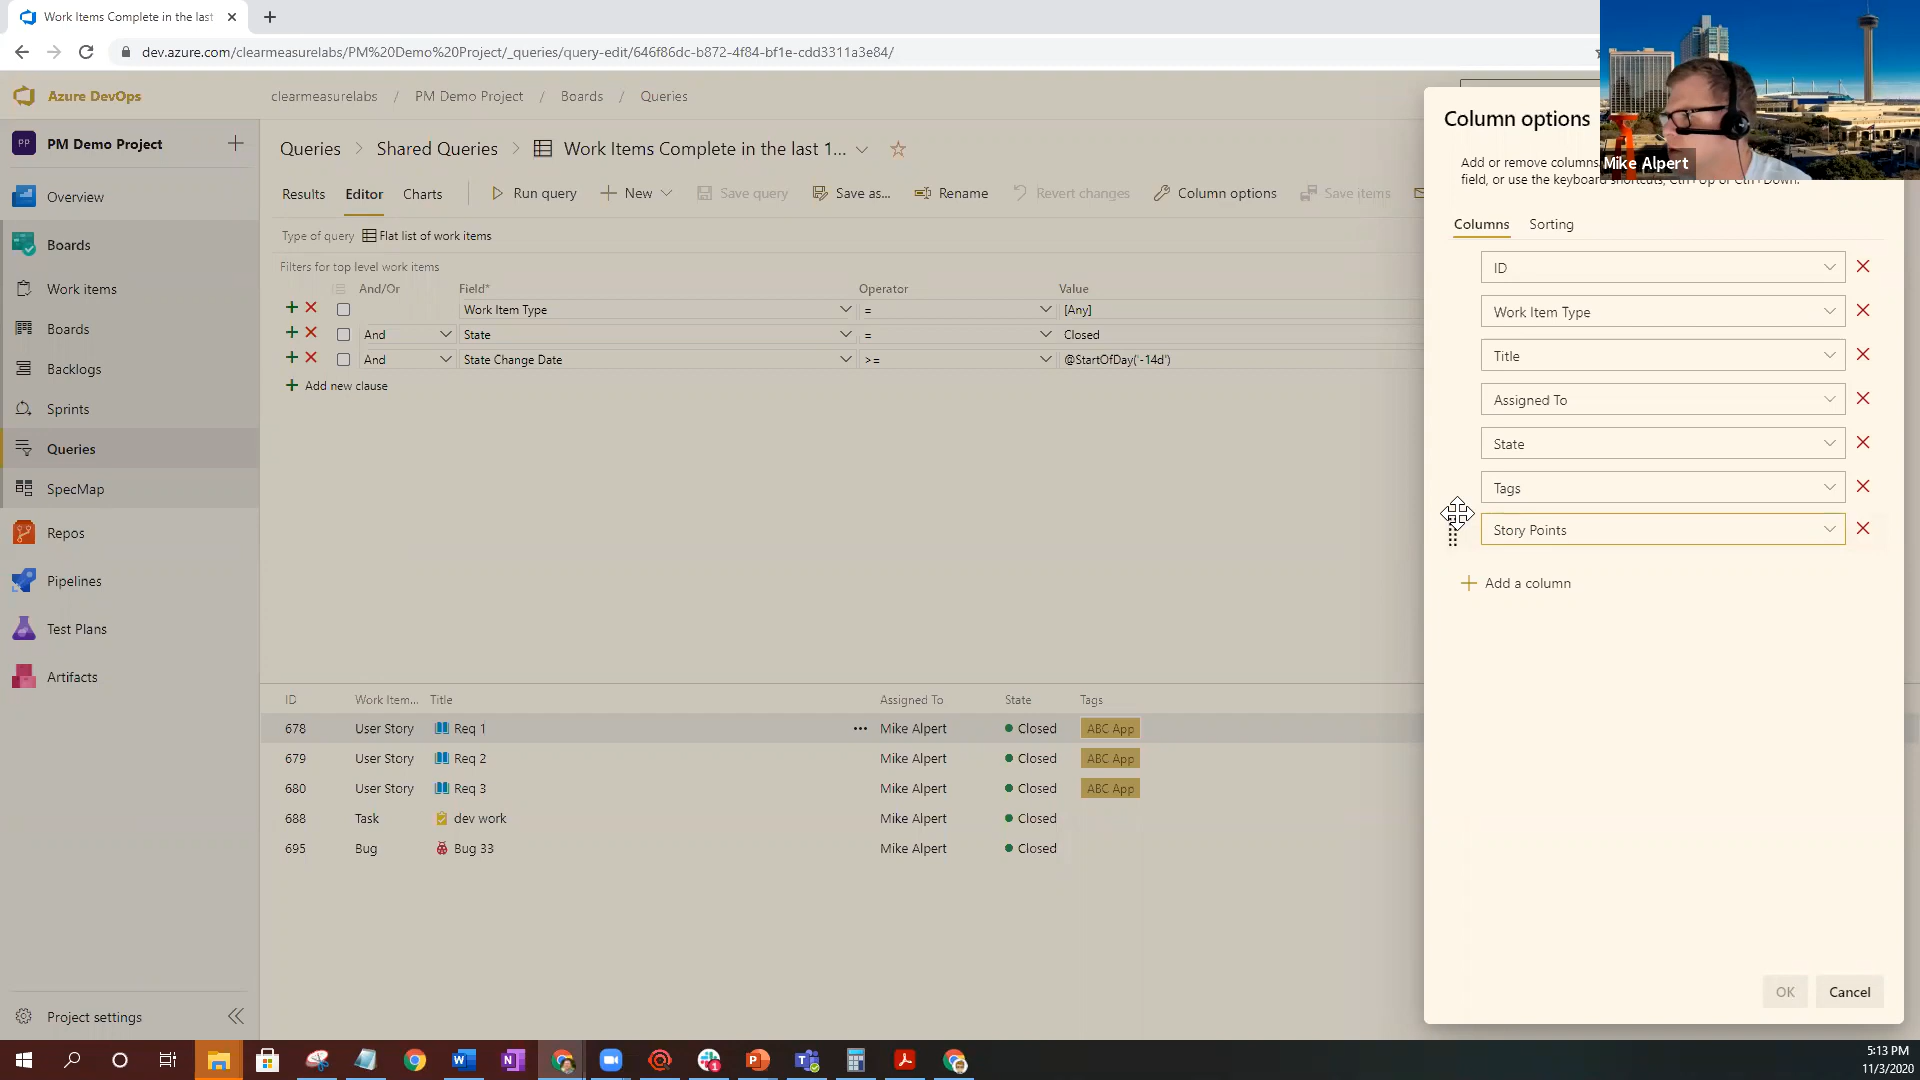 Work Items Complete in the last
dev.azure.com/clearmeasurelabs/PM%20Demo%20Project/_queries/query-edit/646f86dc-b872-4f84-bf1e-cdd3311a3e84/
Azure DevOps
clearmeasurelabs / PM Demo Project / Boards / Queries
PP PM Demo Project
Overview
Boards
Work items
Boards
Backlogs
Sprints
Queries
SpecMap
Repos
Pipelines
Test Plans
Artifacts
Project settings
Queries > Shared Queries > Work Items Complete in the last 1...
Results Editor Charts Run query New Save query Save as... Rename Revert changes Column options Save items
Type of query Flat list of work items
Filters for top level work items
And/Or Field* Operator Value
Work Item Type = [Any]
And State = Closed
And State Change Date >= @StartOfDay('-14d')
Add new clause
ID Work Item... Title Assigned To State Tags
678 User Story Req 1 ... Mike Alpert Closed ABC App
679 User Story Req 2 Mike Alpert Closed ABC App
680 User Story Req 3 Mike Alpert Closed ABC App
688 Task dev work Mike Alpert Closed
695 Bug Bug 33 Mike Alpert Closed
Column options
Add or remove columns
field, or use the keyboard shortcuts, Ctrl+Up or Ctrl+Down.
Mike Alpert
Columns Sorting
ID
Work Item Type
Title
Assigned To
State
Tags
Story Points
Add a column
OK Cancel
5:13 PM
11/3/2020